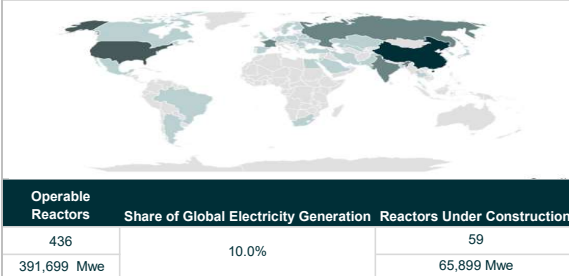 Operable Reactors
Share of Global Electricity Generation
Reactors Under Construction
436
10.0%
59
391,699 Mwe
65,899 Mwe